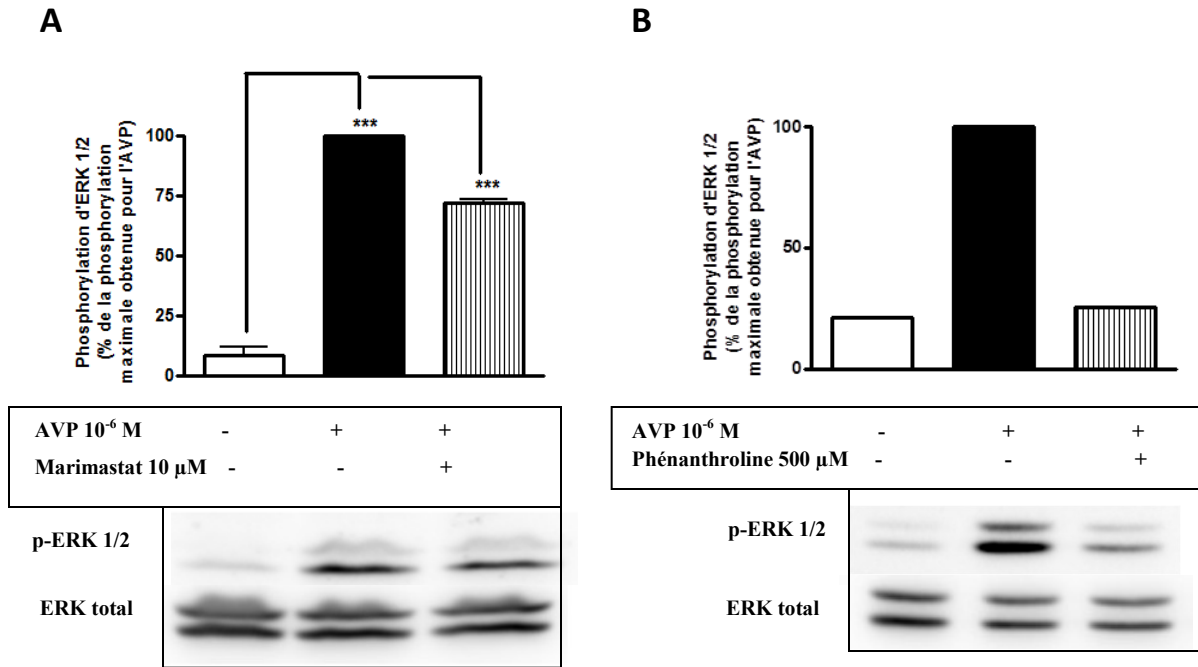 A
Phosphorylation d'ERK 1/2
(% de la phosphorylation
maximale obtenue pour l'AVP)
100
75
50
25
0
***
***
AVP 10⁻⁶ M - + +
Marimastat 10 µM - - +
p-ERK 1/2
ERK total
B
Phosphorylation d'ERK 1/2
(% de la phosphorylation
maximale obtenue pour l'AVP)
100
50
0
AVP 10⁻⁶ M - + +
Phénanthroline 500 µM - - +
p-ERK 1/2
ERK total